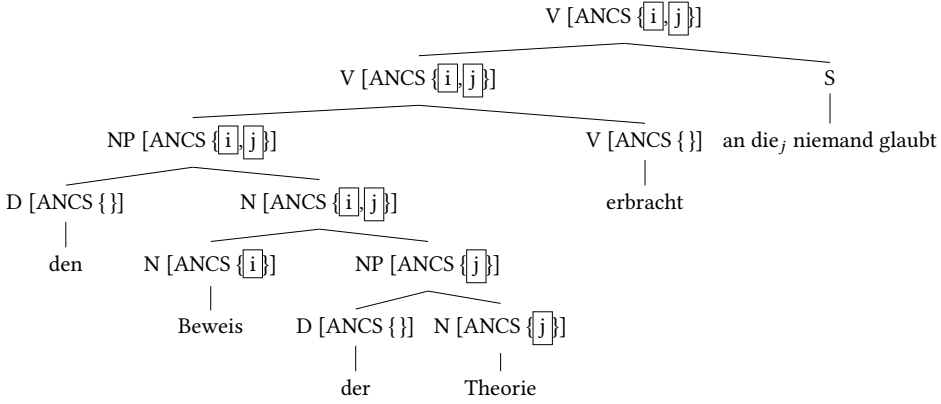 V [ANCS {i,j}]
V [ANCS {i,j}] S
NP [ANCS {i,j}] V [ANCS {}] an die_j niemand glaubt
D [ANCS {}] N [ANCS {i,j}] erbracht
den N [ANCS {i}] NP [ANCS {j}]
Beweis D [ANCS {}] N [ANCS {j}]
der Theorie